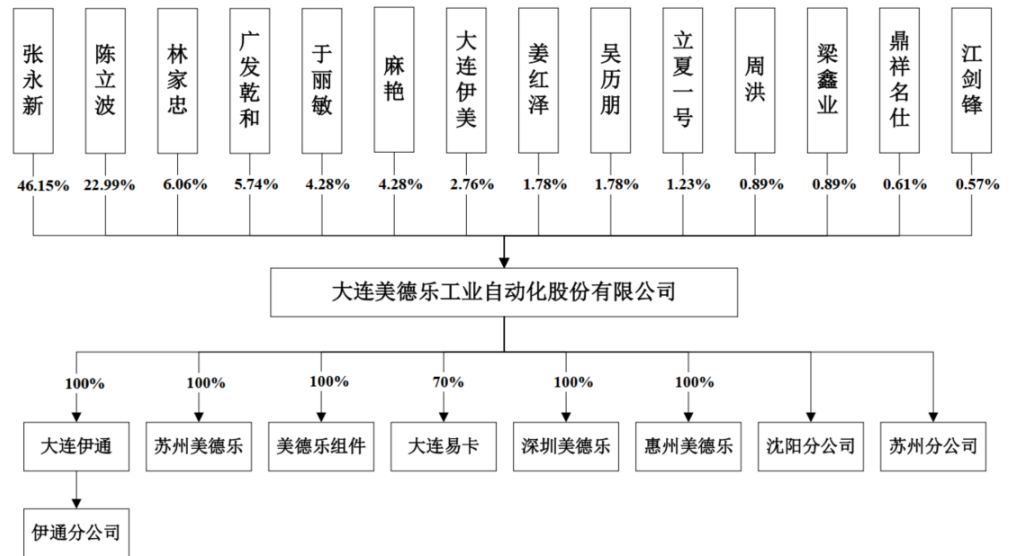 张永新
陈立波
林家忠
广发乾和
于丽敏
麻艳
大连伊美
姜红泽
吴历朋
立夏一号
周洪
梁鑫业
鼎祥名仕
江剑锋
46.15% 22.99% 6.06% 5.74% 4.28% 4.28% 2.76% 1.78% 1.78% 1.23% 0.89% 0.89% 0.61% 0.57%
大连美德乐工业自动化股份有限公司
100% 100% 100% 70% 100% 100%
大连伊通 苏州美德乐 美德乐组件 大连易卡 深圳美德乐 惠州美德乐 沈阳分公司 苏州分公司
伊通分公司